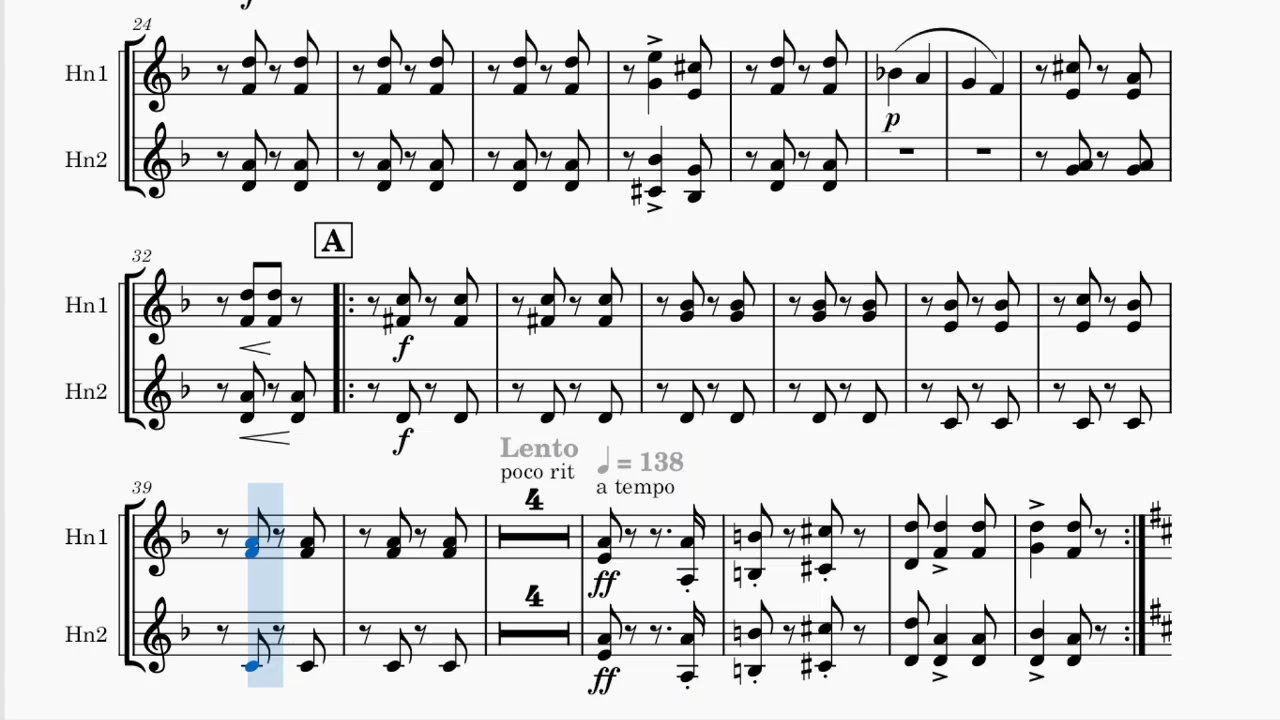 f
24
Hn1
p
Hn2
A
32
Hn1
f
Hn2
f
Lento
poco rit
♩ = 138
a tempo
39
4
Hn1
ff
4
Hn2
ff